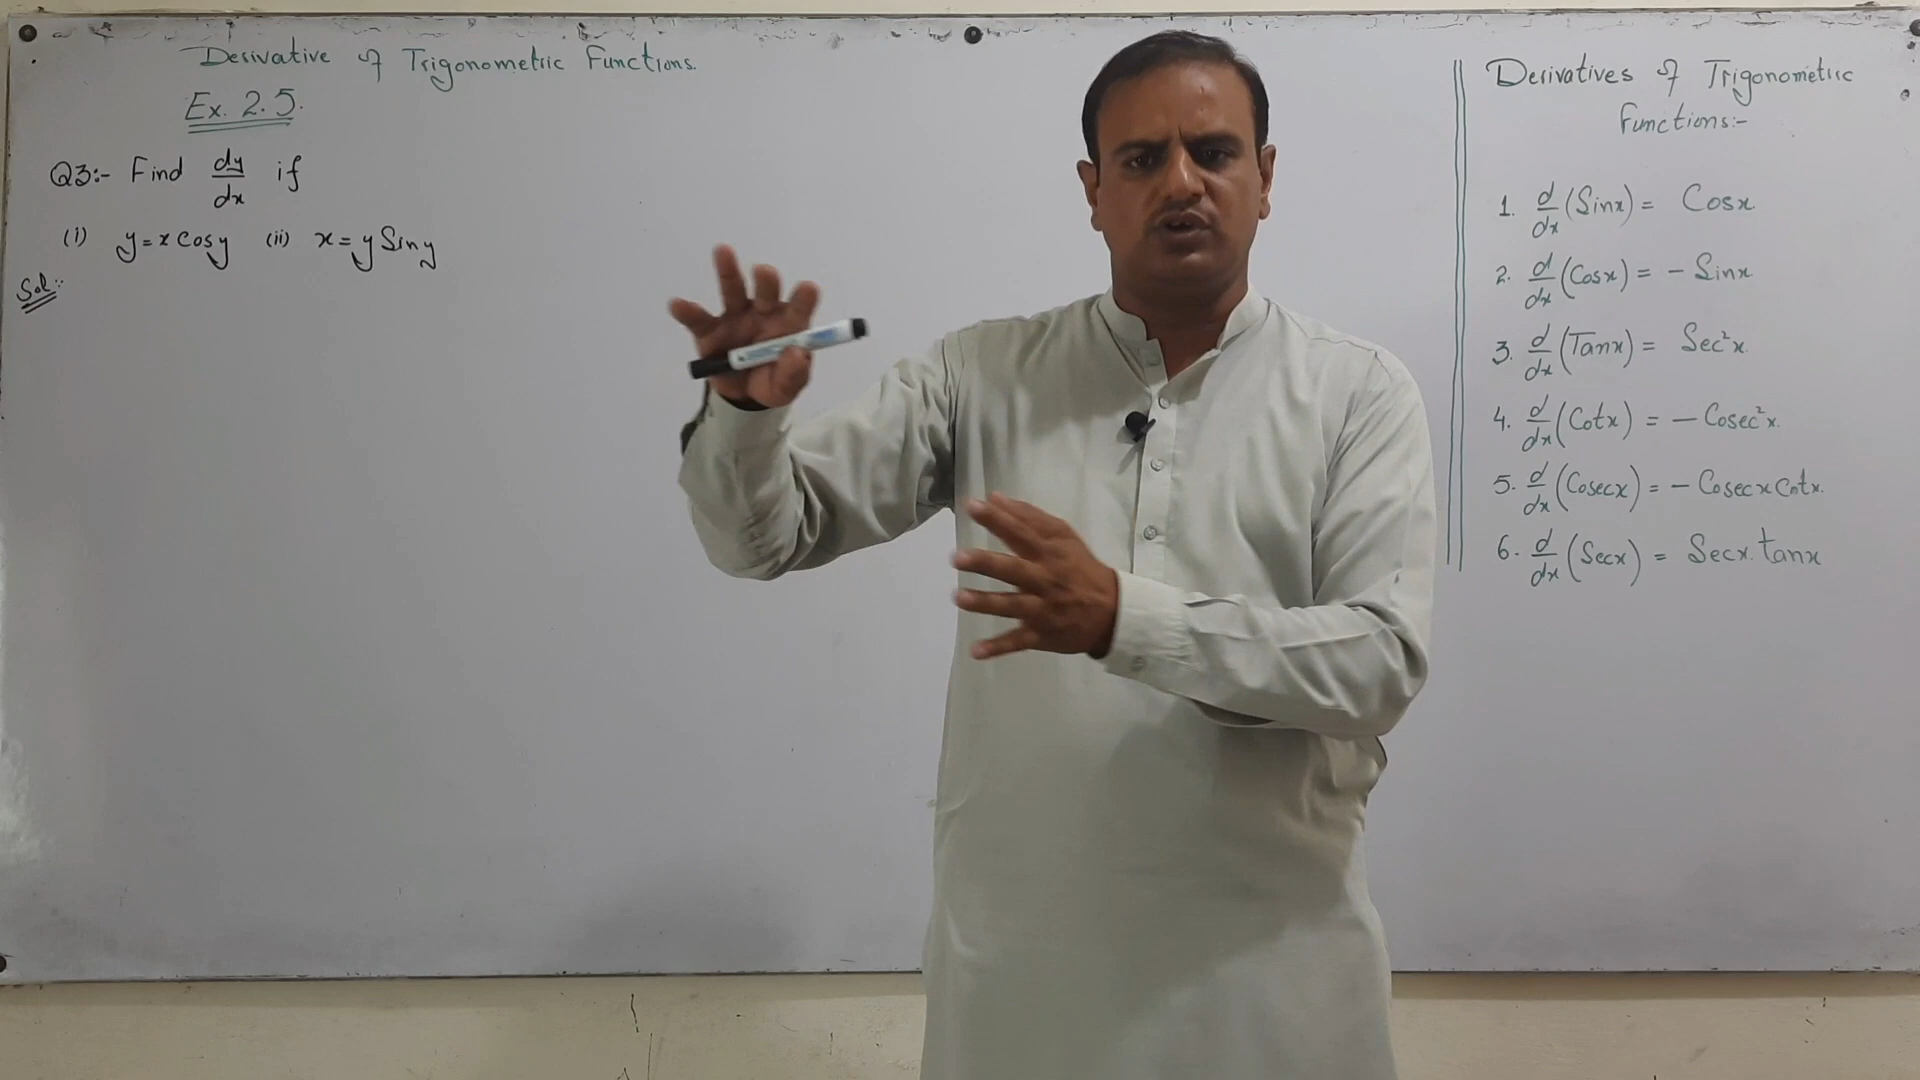 Derivative of Trigonometric Functions.
Ex. 2.5.
Q3:- Find dy/dx if
(i) y = x Cosy (ii) x = y Siny
Sol:-
Derivatives of Trigonometric
Functions:-
1. d/dx (Sinx) = Cosx
2. d/dx (Cosx) = - Sinx
3. d/dx (Tanx) = Sec²x.
4. d/dx (Cotx) = - Cosec²x.
5. d/dx (Cosecx) = - Cosecx Cotx.
6. d/dx (Secx) = Secx. tanx